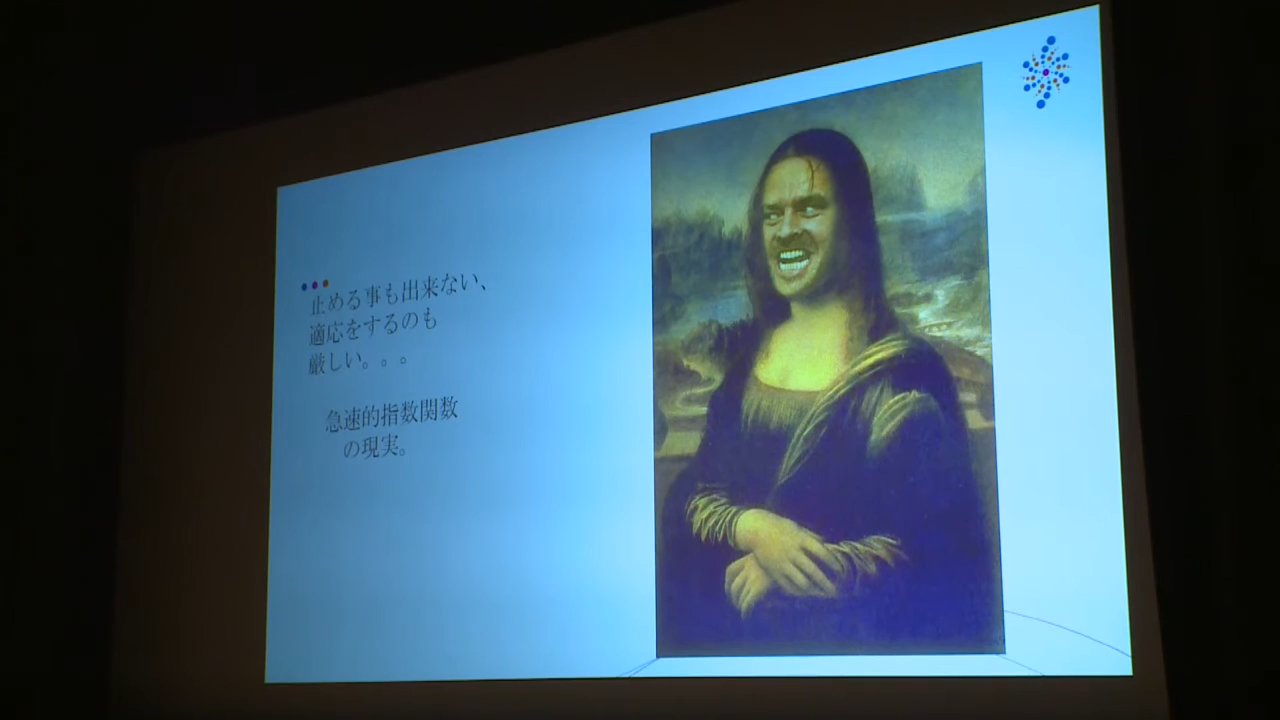 止める事も出来ない、
適応をするのも
厳しい。。。
急速的指数関数
の現実。